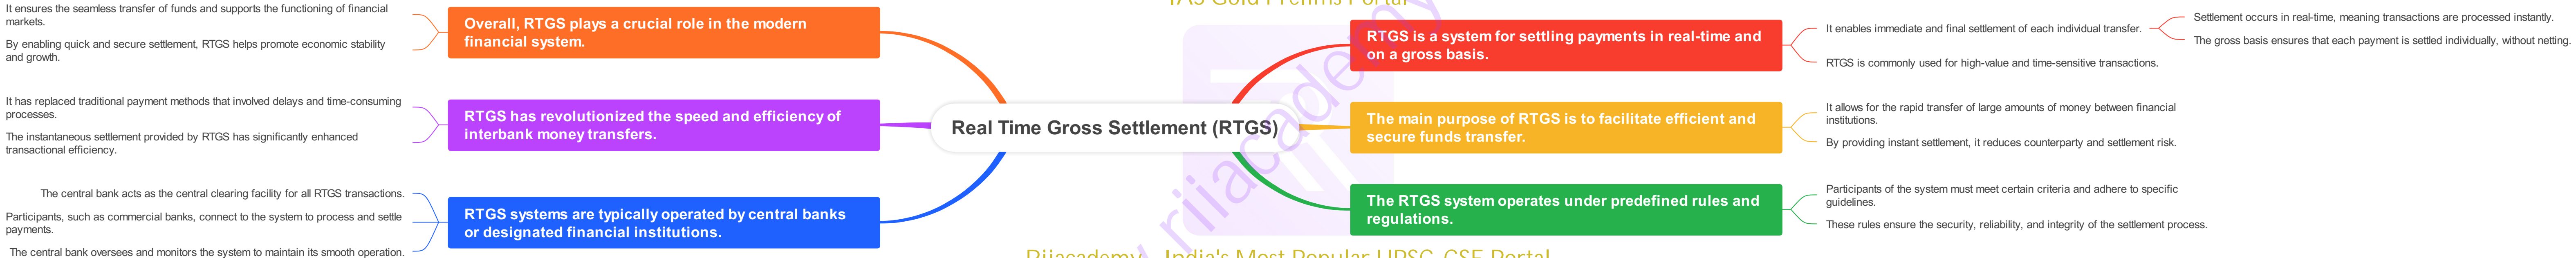 IAS Gold Prelims Portal
It ensures the seamless transfer of funds and supports the functioning of financial
markets.
By enabling quick and secure settlement, RTGS helps promote economic stability
and growth.
Overall, RTGS plays a crucial role in the modern
financial system.
It has replaced traditional payment methods that involved delays and time-consuming
processes.
The instantaneous settlement provided by RTGS has significantly enhanced
transactional efficiency.
RTGS has revolutionized the speed and efficiency of
interbank money transfers.
The central bank acts as the central clearing facility for all RTGS transactions.
Participants, such as commercial banks, connect to the system to process and settle
payments.
The central bank oversees and monitors the system to maintain its smooth operation.
RTGS systems are typically operated by central banks
or designated financial institutions.
Real Time Gross Settlement (RTGS)
RTGS is a system for settling payments in real-time and
on a gross basis.
It enables immediate and final settlement of each individual transfer.
Settlement occurs in real-time, meaning transactions are processed instantly.
The gross basis ensures that each payment is settled individually, without netting.
RTGS is commonly used for high-value and time-sensitive transactions.
The main purpose of RTGS is to facilitate efficient and
secure funds transfer.
It allows for the rapid transfer of large amounts of money between financial
institutions.
By providing instant settlement, it reduces counterparty and settlement risk.
The RTGS system operates under predefined rules and
regulations.
Participants of the system must meet certain criteria and adhere to specific
guidelines.
These rules ensure the security, reliability, and integrity of the settlement process.
riiacademy
Riiacademy - India's Most Popular UPSC-CSE Portal